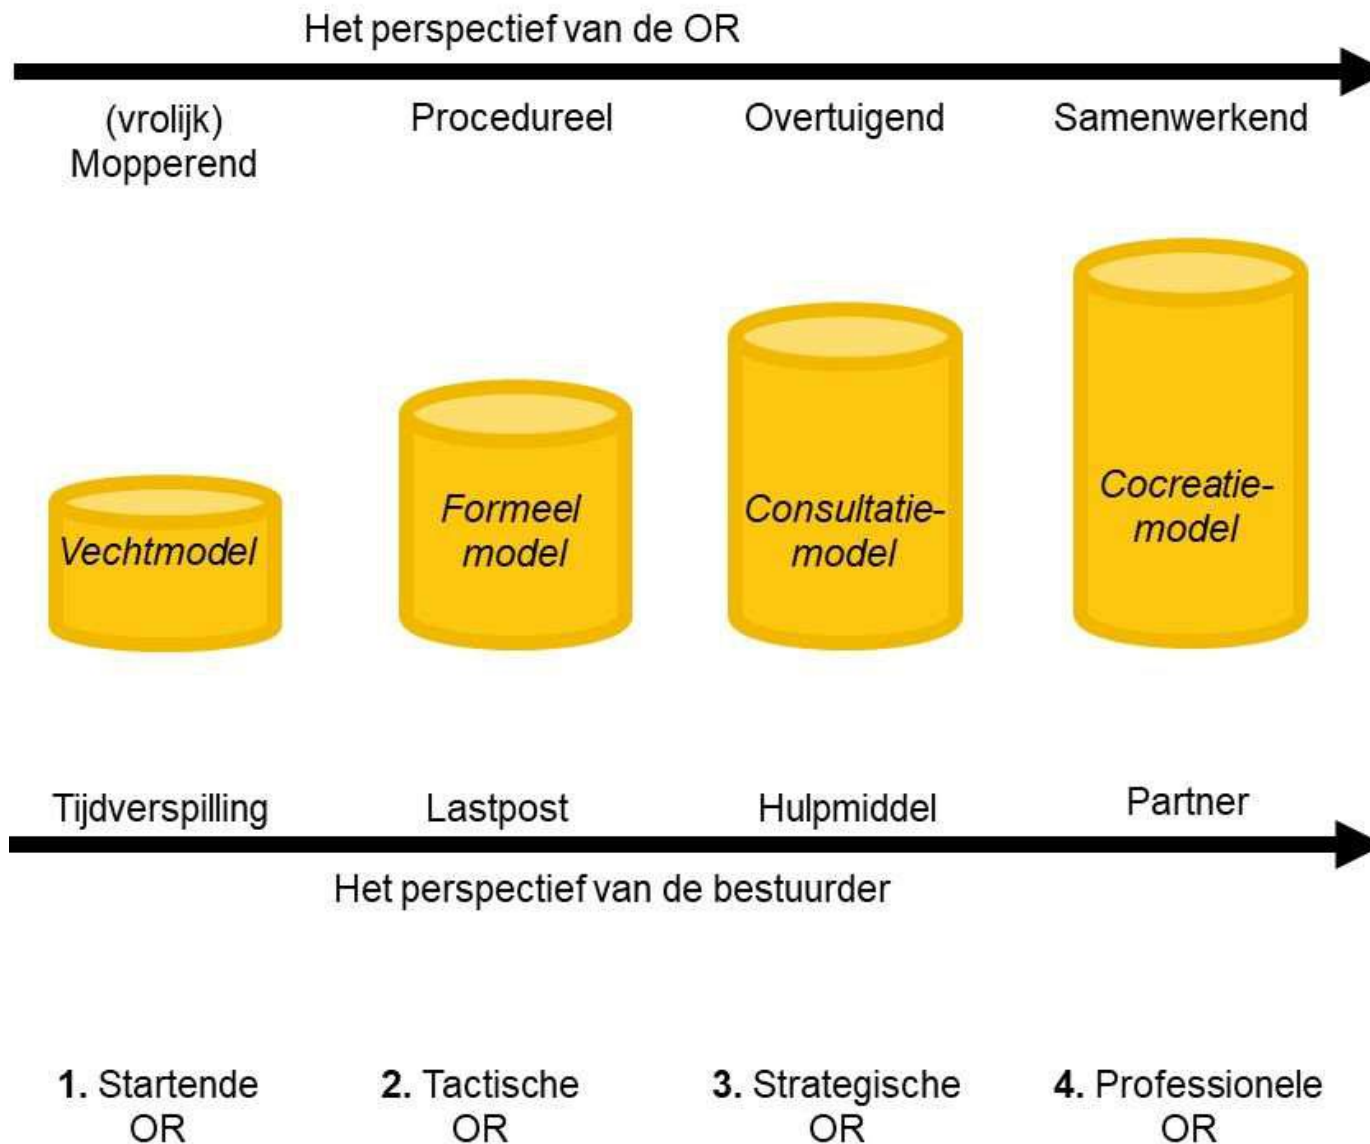 Het perspectief van de OR
(vrolijk)
Mopperend
Procedureel
Overtuigend
Samenwerkend
Vechtmodel
Formeel
model
Consultatie-
model
Cocreatie-
model
Tijdverspilling
Lastpost
Hulpmiddel
Partner
Het perspectief van de bestuurder
1. Startende
OR
2. Tactische
OR
3. Strategische
OR
4. Professionele
OR